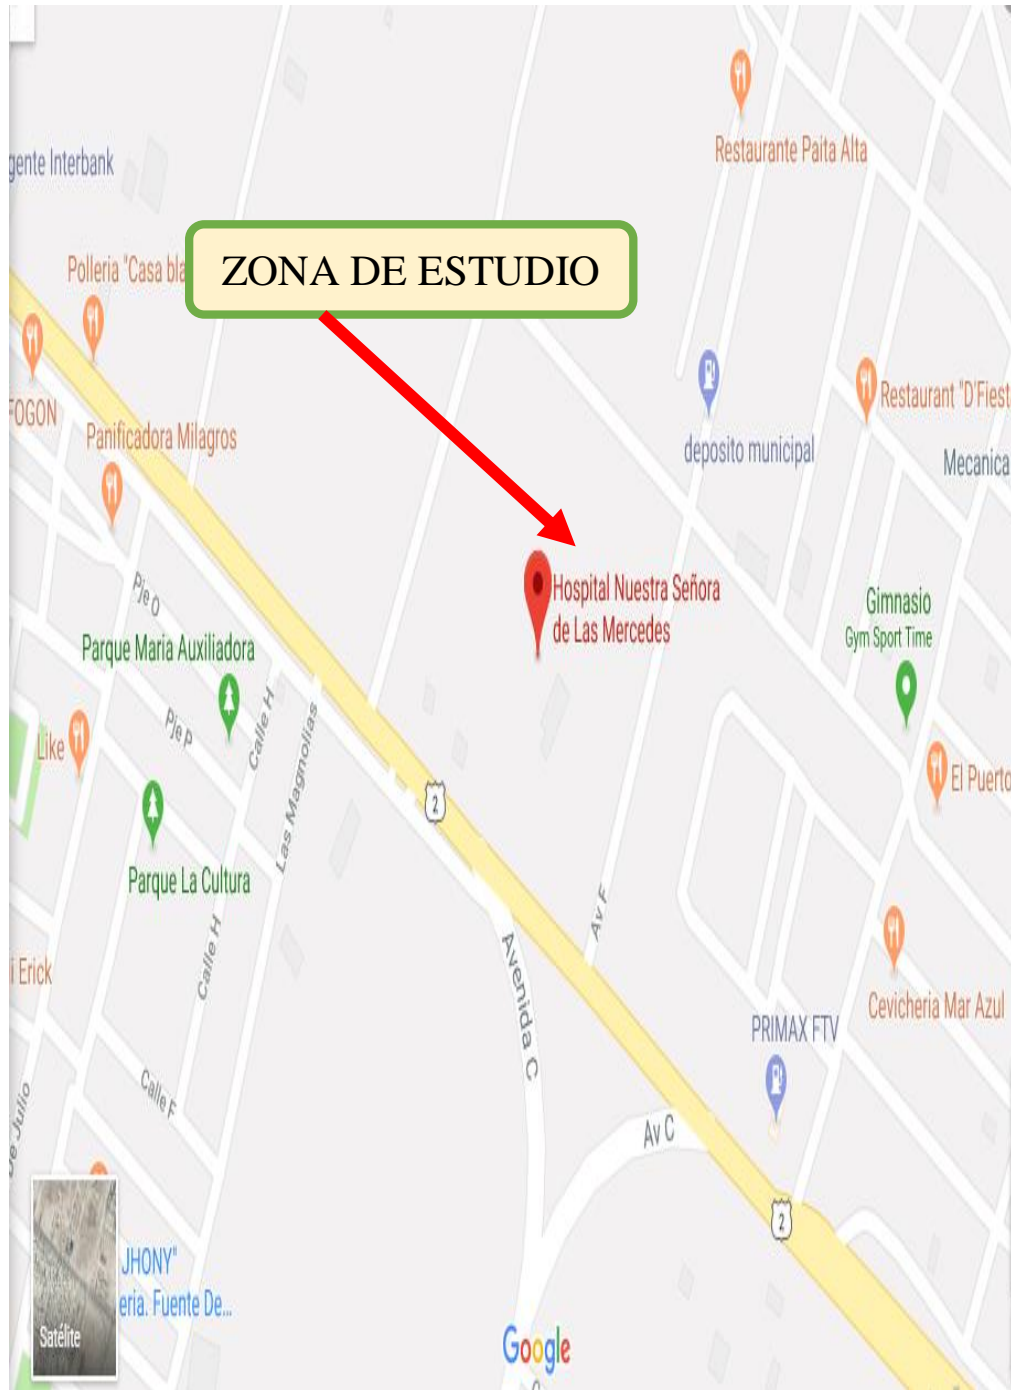 Restaurante Paita Alta
gente Interbank
Polleria "Casa bla
ZONA DE ESTUDIO
FOGON
Panificadora Milagros
Restaurant "D'Fiest
deposito municipal
Mecanica
Pje O
Hospital Nuestra Señora
de Las Mercedes
Gimnasio
Gym Sport Time
Parque Maria Auxiliadora
Pje P
Calle H
Las Magnolias
Like
2
El Puerto
Parque La Cultura
Av F
Calle H
Avenida C
i Erick
Cevicheria Mar Azul
PRIMAX FTV
Calle F
De Julio
Av C
2
JHONY"
eria. Fuente De...
Satélite
Google